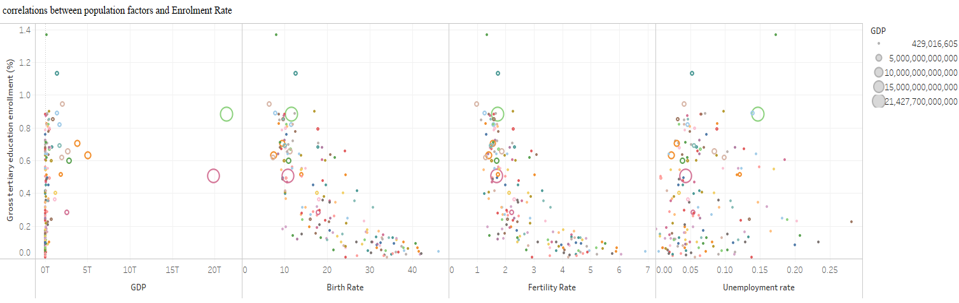 correlations between population factors and Enrolment Rate
GDP
429,016,605
5,000,000,000,000
10,000,000,000,000
15,000,000,000,000
21,427,700,000,000
Gross tertiary education enrollment (%)
1.4
1.2
1.0
0.8
0.6
0.4
0.2
0.0
0T 5T 10T 15T 20T
0 10 20 30 40
0 1 2 3 4 5 6 7
0.00 0.05 0.10 0.15 0.20 0.25
GDP
Birth Rate
Fertility Rate
Unemployment rate